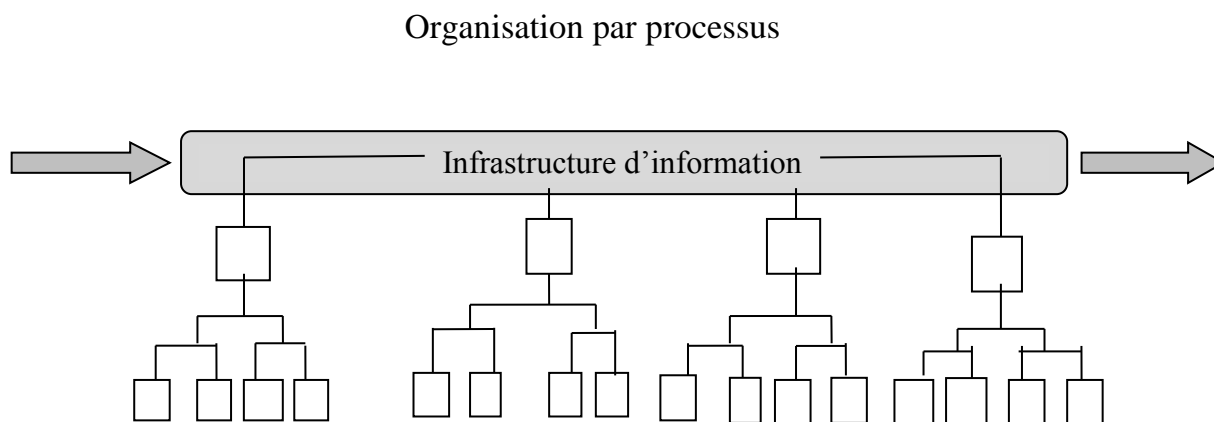 Organisation par processus
Infrastructure d’information